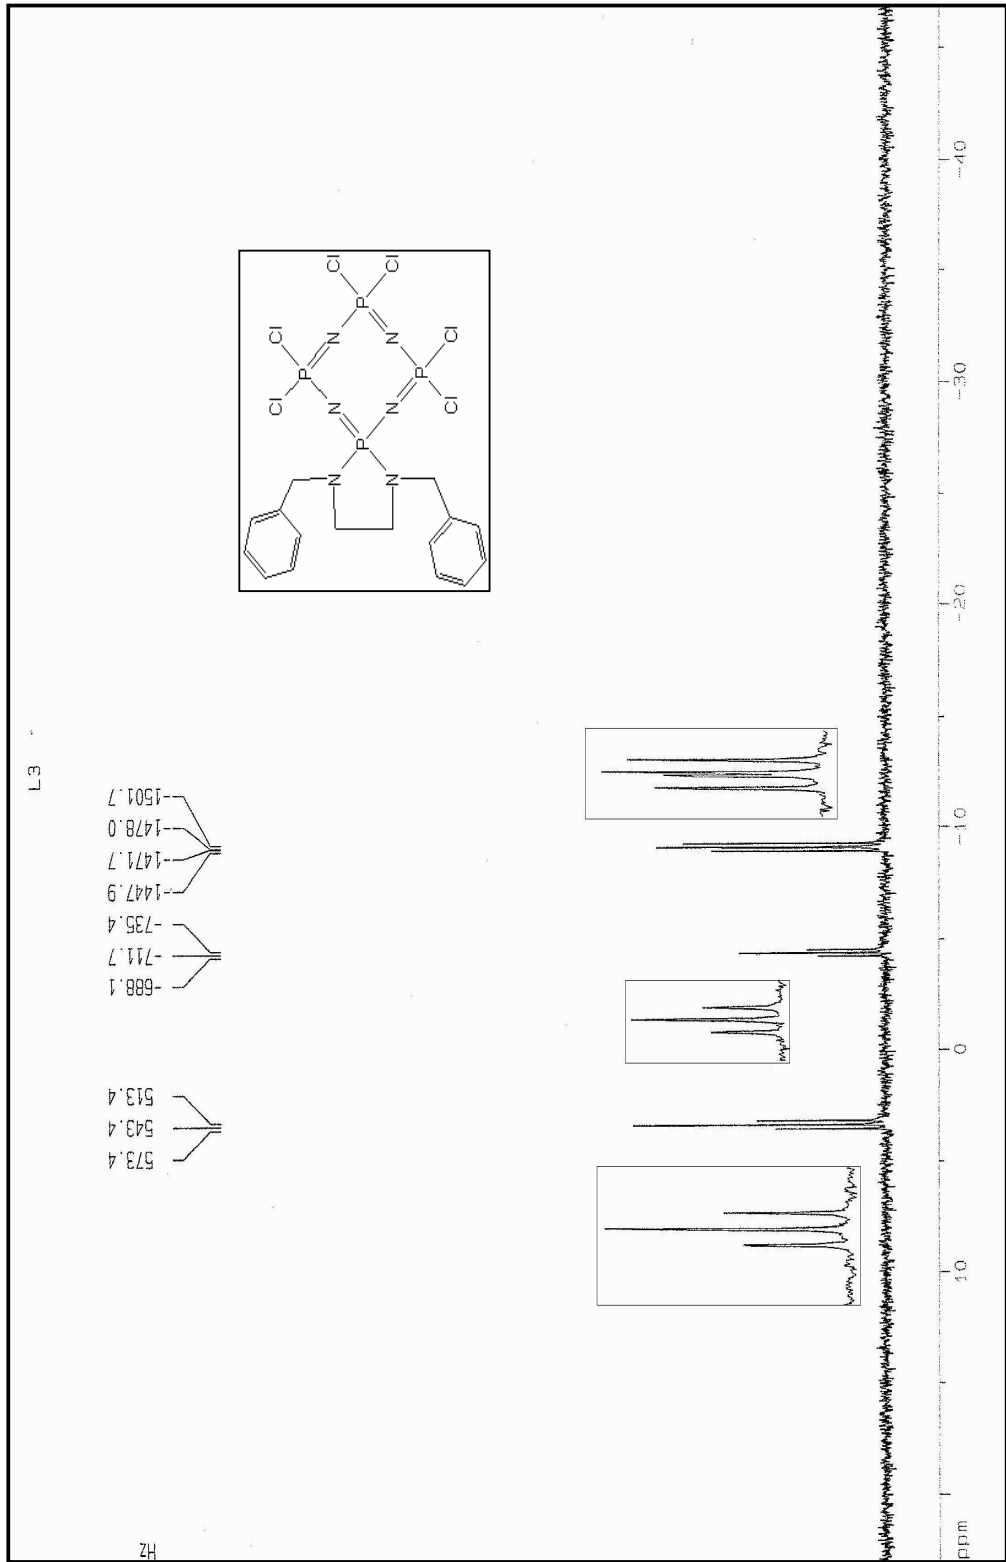 L3
Hz
573.4
543.4
513.4
-688.1
-711.7
-735.4
-1447.9
-1471.7
-1478.0
-1501.7
Cl Cl
P
N N N Cl
P P
N N N Cl
P
Cl Cl
ppm 10 0 -10 -20 -30 -40